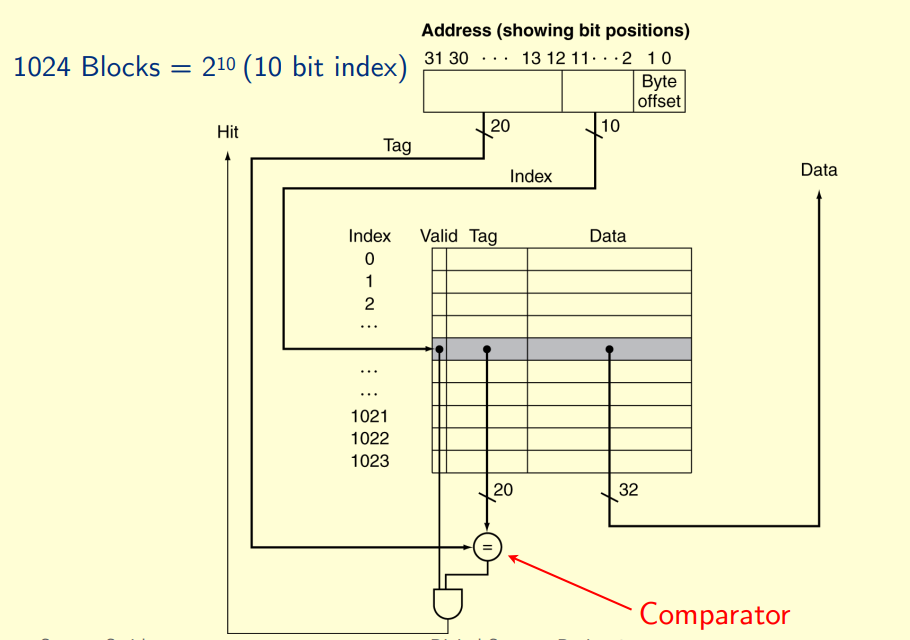 Address (showing bit positions)
1024 Blocks = 2¹⁰ (10 bit index)
31 30 ··· 13 12 11···2 1 0
Byte
offset
Hit
20
10
Tag
Data
Index
Index Valid Tag Data
0
1
2
...
...
...
1021
1022
1023
20
32
=
Comparator